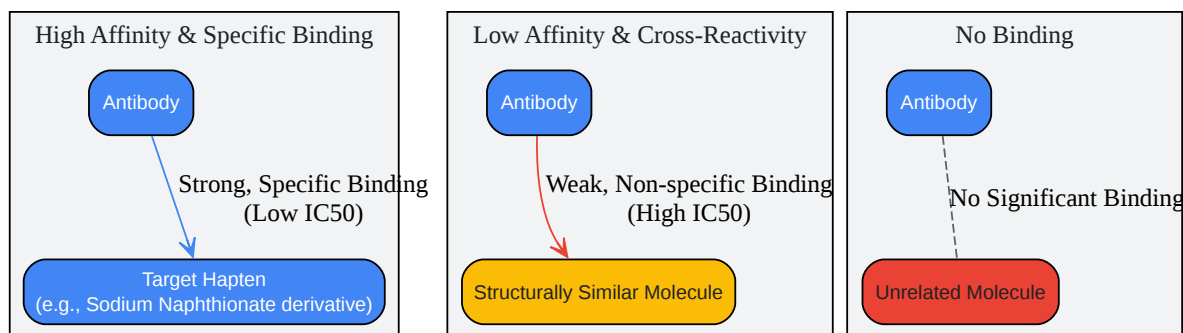 High Affinity & Specific Binding
Antibody
Strong, Specific Binding
(Low IC50)
Target Hapten
(e.g., Sodium Naphthionate derivative)
Low Affinity & Cross-Reactivity
Antibody
Weak, Non-specific Binding
(High IC50)
Structurally Similar Molecule
No Binding
Antibody
No Significant Binding
Unrelated Molecule